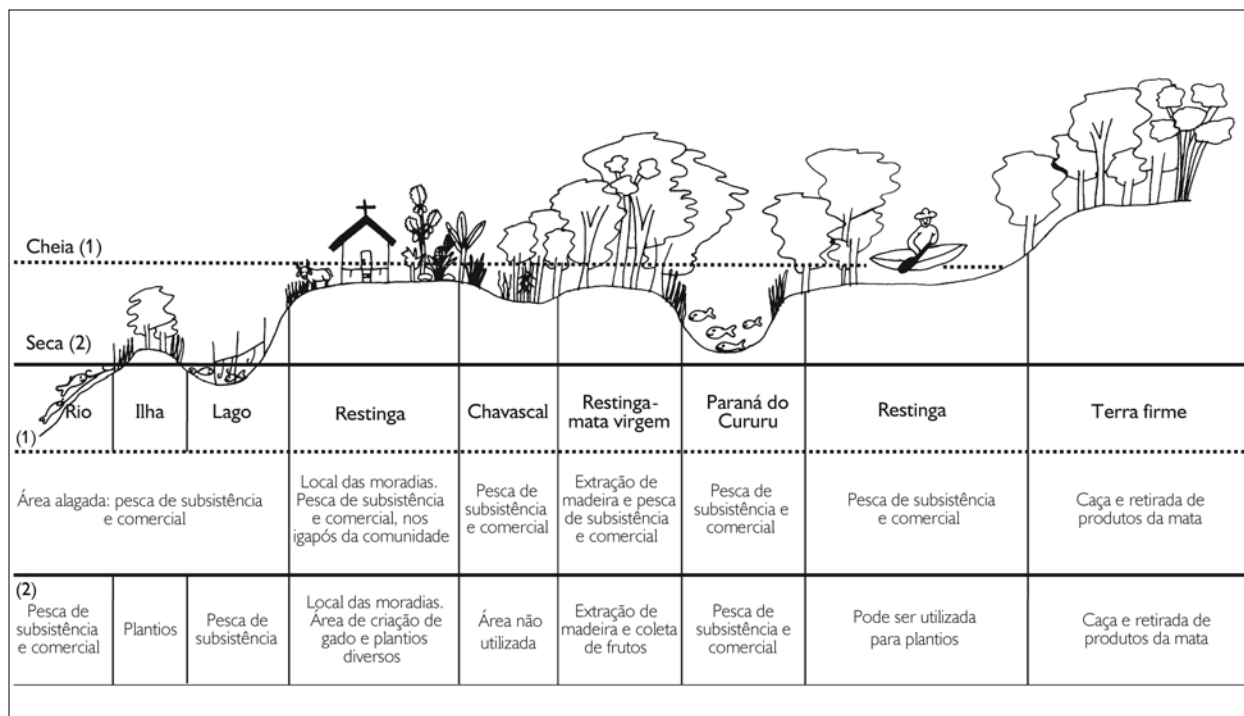 Cheia (1)
Seca (2)
Rio
Ilha
Lago
Restinga
Chavascal
Restinga-
mata virgem
Paraná do
Cururu
Restinga
Terra firme
(1)
Área alagada: pesca de subsistência
e comercial
Local das moradias.
Pesca de subsistência
e comercial, nos
igapós da comunidade
Pesca de
subsistência
e comercial
Extração de
madeira e pesca
de subsistência
e comercial
Pesca de
subsistência e
comercial
Pesca de subsistência
e comercial
Caça e retirada de
produtos da mata
(2)
Pesca de
subsistência
e comercial
Plantios
Pesca de
subsistência
Local das moradias.
Área de criação de
gado e plantios
diversos
Área não
utilizada
Extração de
madeira e coleta
de frutos
Pesca de
subsistência e
comercial
Pode ser utilizada
para plantios
Caça e retirada de
produtos da mata